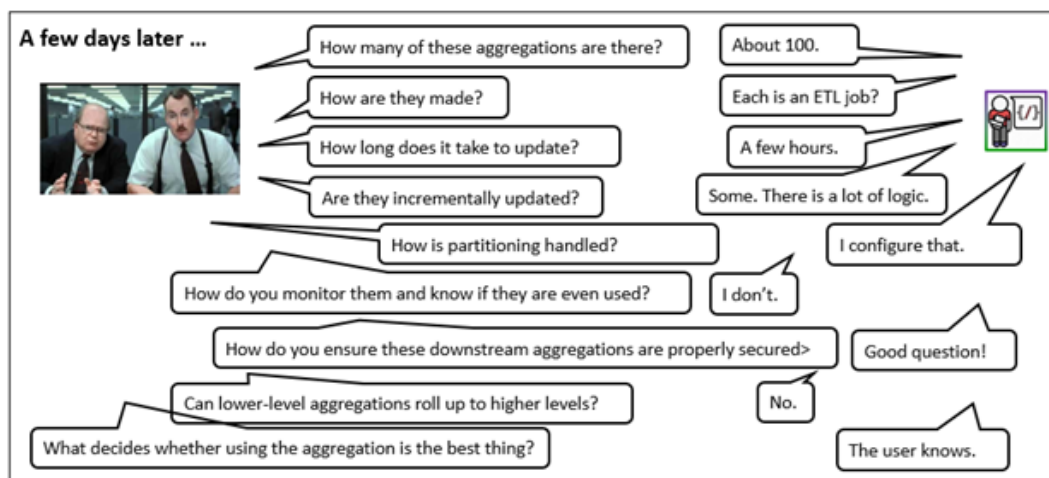 A few days later ...
How many of these aggregations are there?
About 100.
How are they made?
Each is an ETL job?
How long does it take to update?
A few hours.
Are they incrementally updated?
Some. There is a lot of logic.
How is partitioning handled?
I configure that.
How do you monitor them and know if they are even used?
I don't.
How do you ensure these downstream aggregations are properly secured>
Good question!
Can lower-level aggregations roll up to higher levels?
No.
What decides whether using the aggregation is the best thing?
The user knows.
{/}